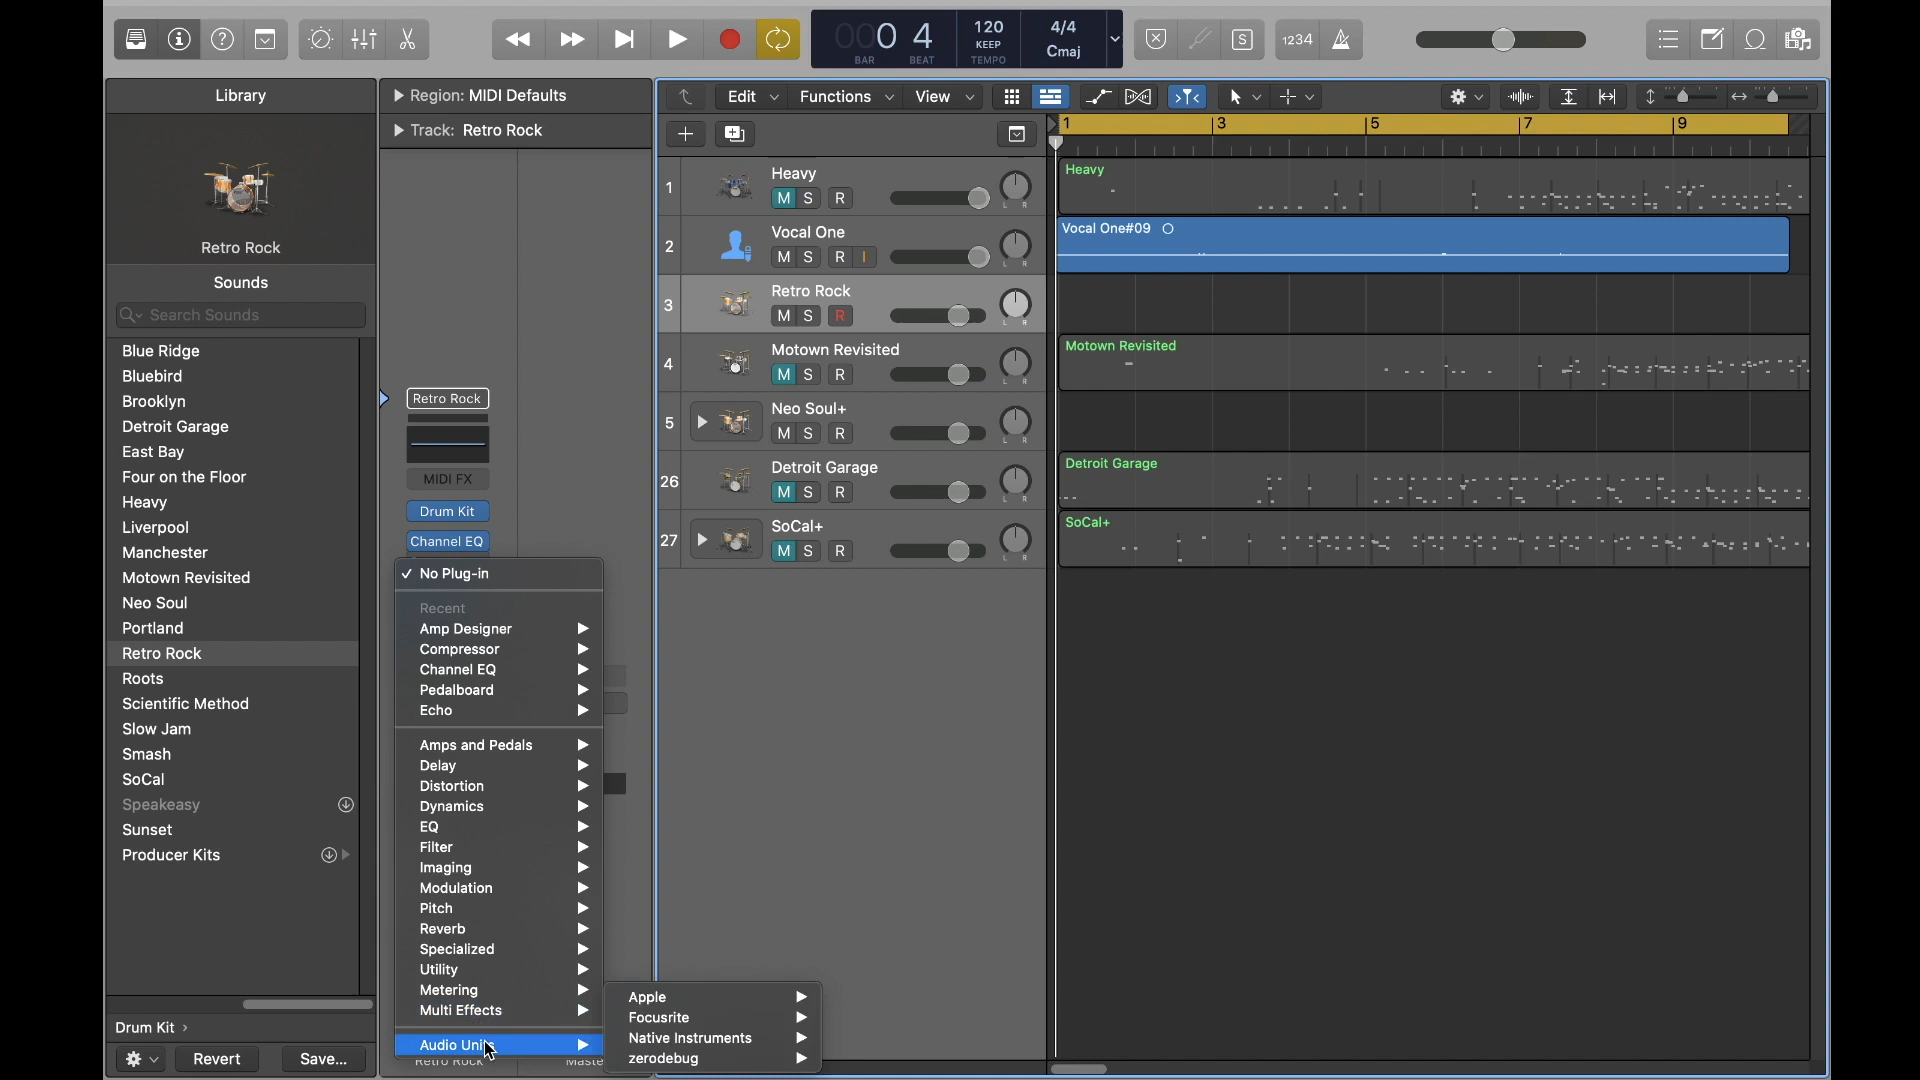 000 4
BAR BEAT
120
KEEP
TEMPO
4/4
Cmaj
S
1234
Library
Retro Rock
Sounds
Search Sounds
Blue Ridge
Bluebird
Brooklyn
Detroit Garage
East Bay
Four on the Floor
Heavy
Liverpool
Manchester
Motown Revisited
Neo Soul
Portland
Retro Rock
Roots
Scientific Method
Slow Jam
Smash
SoCal
Speakeasy
Sunset
Producer Kits
Drum Kit
Revert Save...
Region: MIDI Defaults
Track: Retro Rock
Retro Rock
MIDI FX
Drum Kit
Channel EQ
No Plug-in
Recent
Amp Designer
Compressor
Channel EQ
Pedalboard
Echo
Amps and Pedals
Delay
Distortion
Dynamics
EQ
Filter
Imaging
Modulation
Pitch
Reverb
Specialized
Utility
Metering
Multi Effects
Audio Units
Retro Rock
Apple
Focusrite
Native Instruments
zerodebug
Edit Functions View
1 3 5 7 9
1 Heavy
M S R
L R
2 Vocal One
M S R I
L R
3 Retro Rock
M S R
L R
4 Motown Revisited
M S R
L R
5 Neo Soul+
M S R
L R
26 Detroit Garage
M S R
L R
27 SoCal+
M S R
L R
Heavy
Vocal One#09
Motown Revisited
Detroit Garage
SoCal+